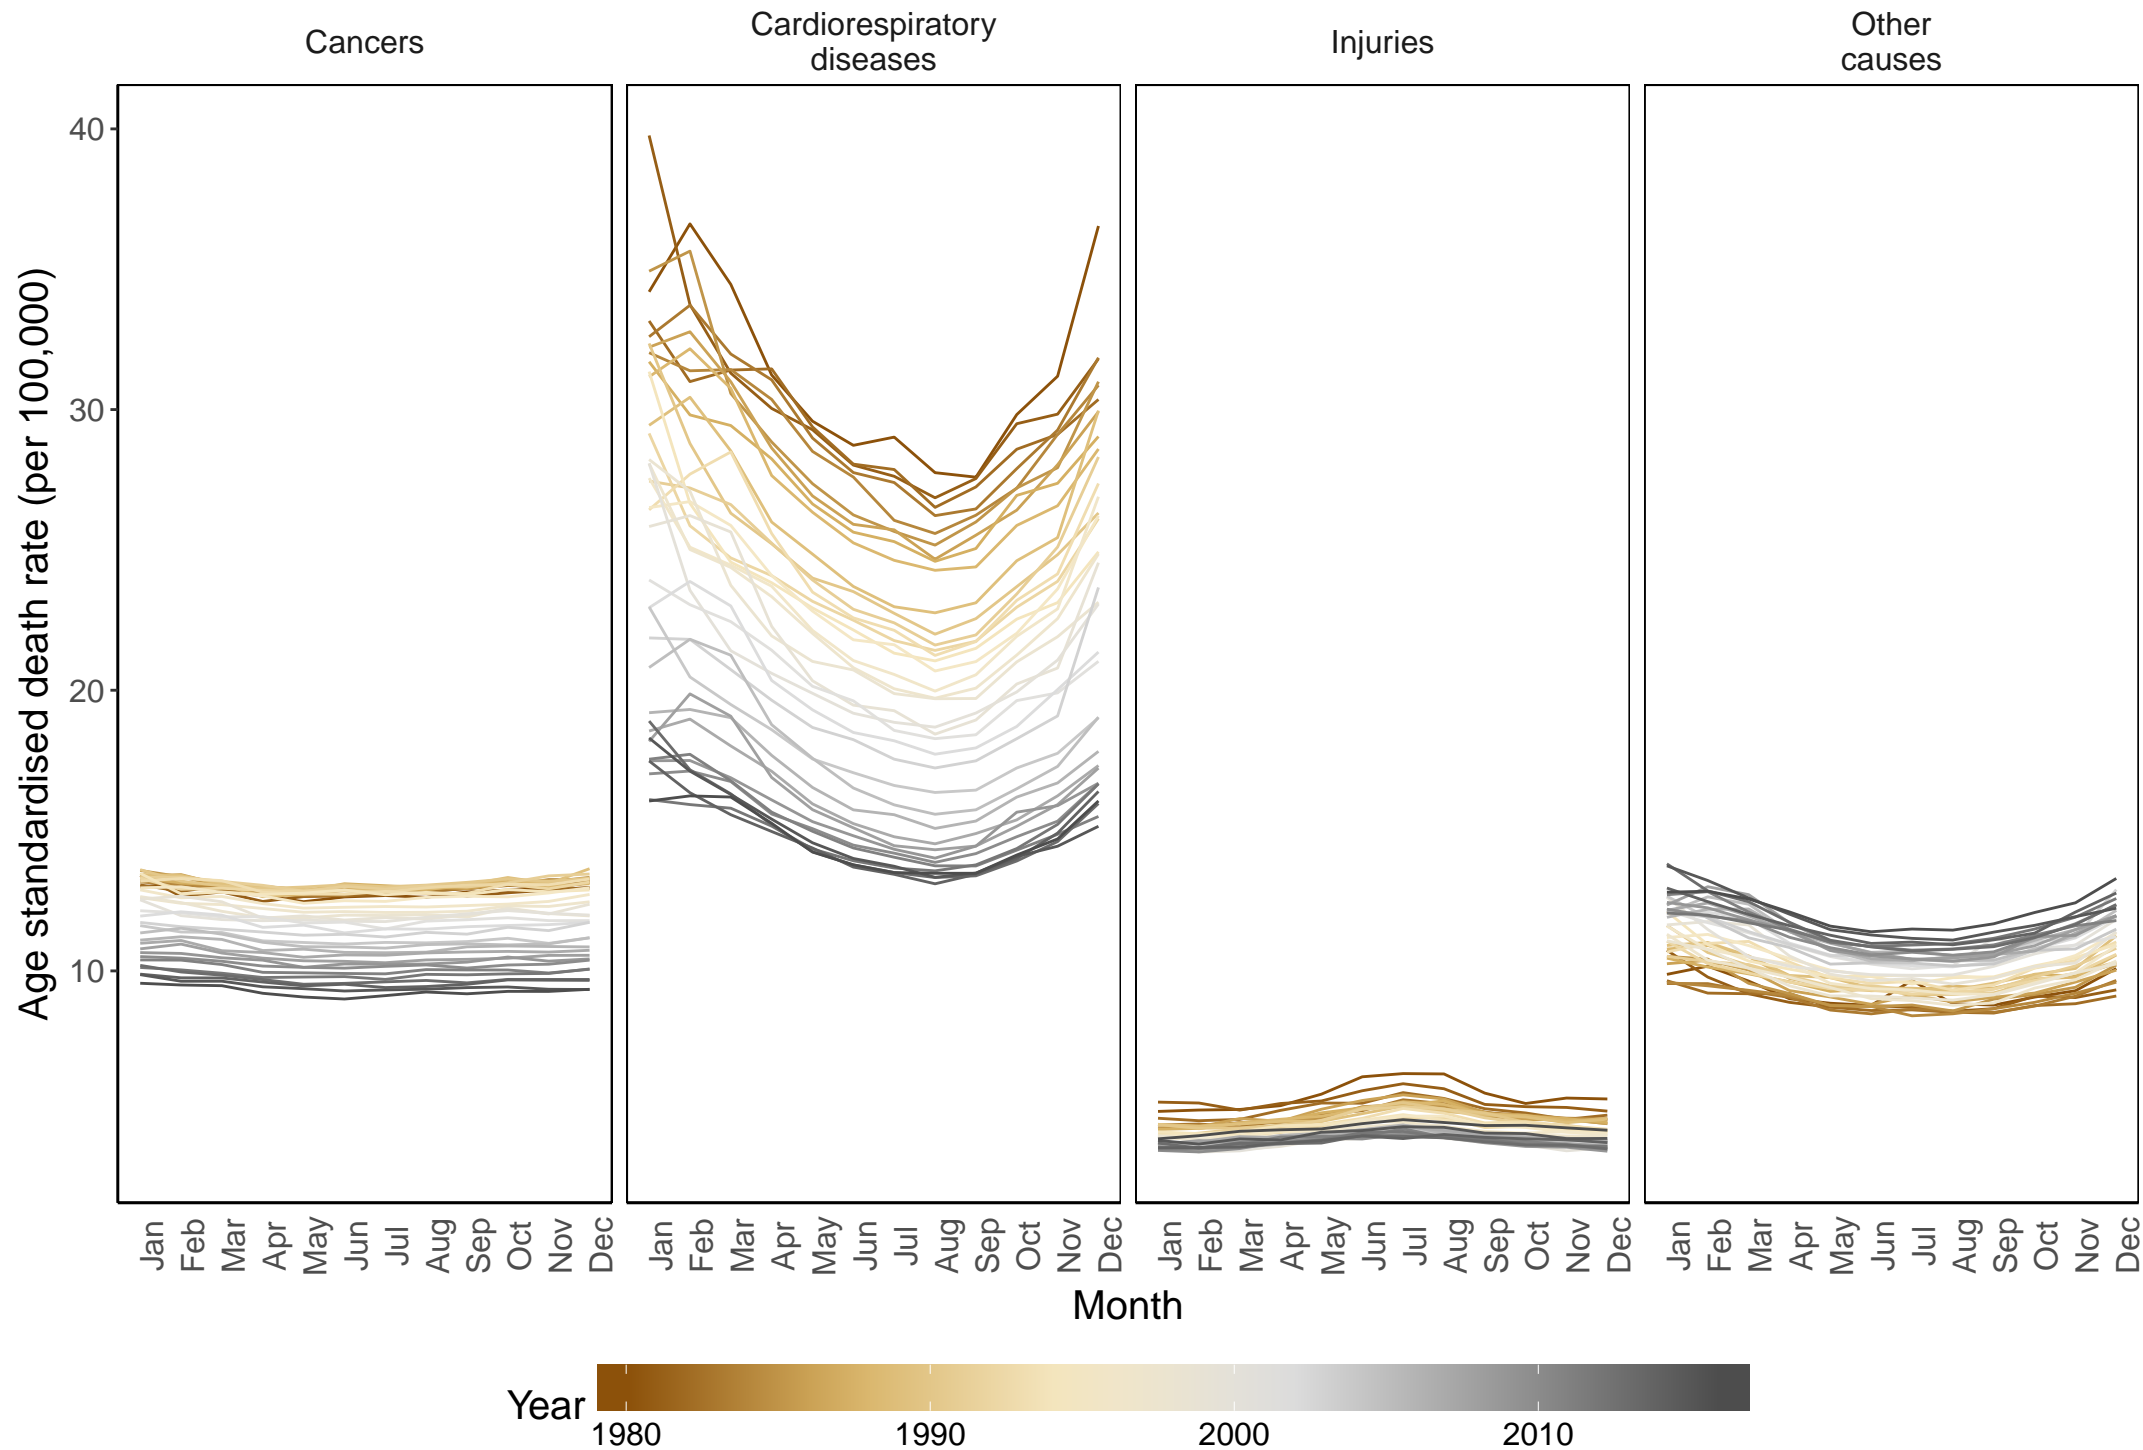 Cancers
Cardiorespiratory
diseases
Injuries
Other
causes
Age standardised death rate (per 100,000)
40
30
20
10
Jan Feb Mar Apr May Jun Jul Aug Sep Oct Nov Dec
Jan Feb Mar Apr May Jun Jul Aug Sep Oct Nov Dec
Jan Feb Mar Apr May Jun Jul Aug Sep Oct Nov Dec
Jan Feb Mar Apr May Jun Jul Aug Sep Oct Nov Dec
Month
Year
1980 1990 2000 2010